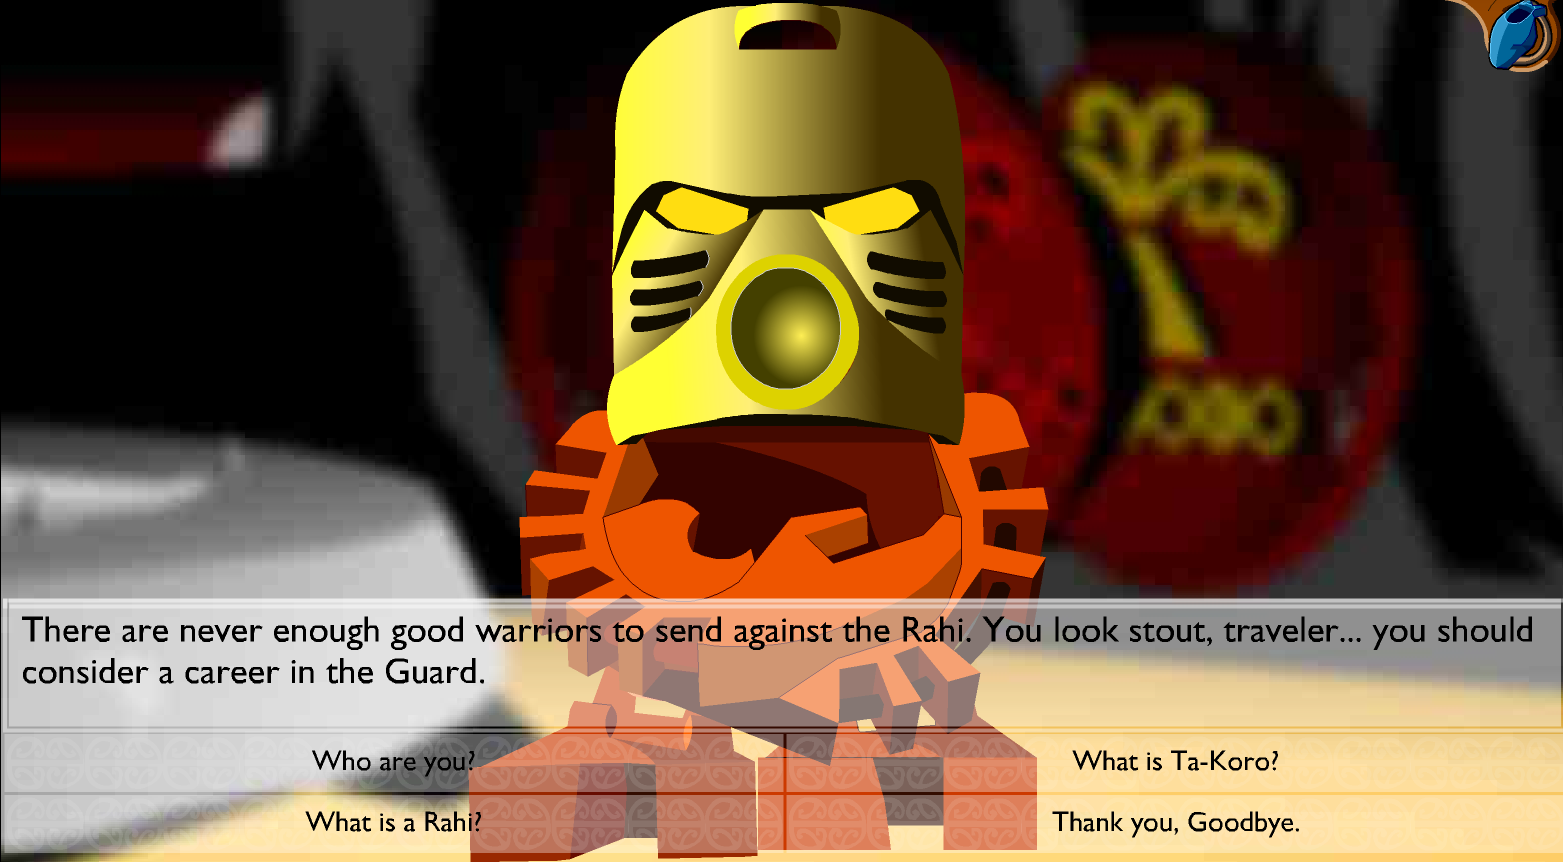 There are never enough good warriors to send against the Rahi. You look stout, traveler... you should
consider a career in the Guard.
Who are you?
What is Ta-Koro?
What is a Rahi?
Thank you, Goodbye.